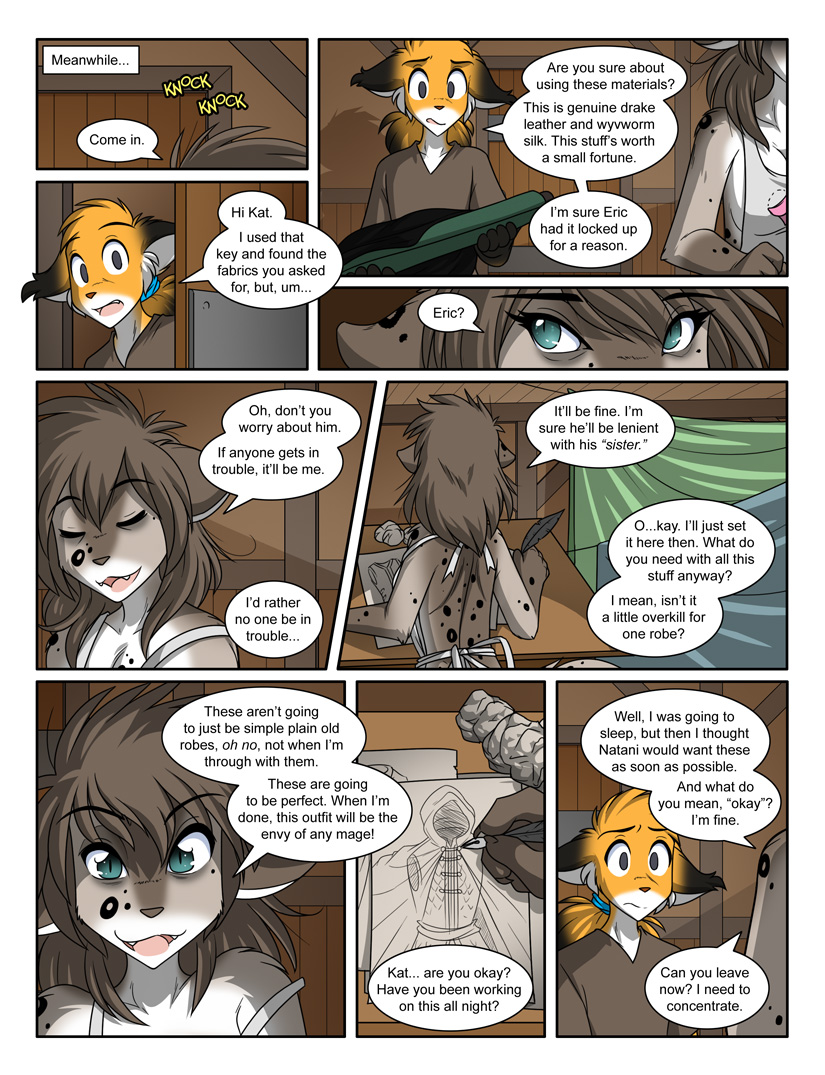 Meanwhile...
KNOCK
KNOCK
Come in.
Hi Kat.
I used that
key and found the
fabrics you asked
for, but, um...
Are you sure about
using these materials?
This is genuine drake
leather and wyvworm
silk. This stuff's worth
a small fortune.
I'm sure Eric
had it locked up
for a reason.
Eric?
Oh, don't you
worry about him.
If anyone gets in
trouble, it'll be me.
I'd rather
no one be in
trouble...
It'll be fine. I'm
sure he'll be lenient
with his “sister.”
O...kay. I'll just set
it here then. What do
you need with all this
stuff anyway?
I mean, isn't it
a little overkill for
one robe?
These aren't going
to just be simple plain old
robes, oh no, not when I'm
through with them.
These are going
to be perfect. When I'm
done, this outfit will be the
envy of any mage!
Kat... are you okay?
Have you been working
on this all night?
Well, I was going to
sleep, but then I thought
Natani would want these
as soon as possible.
And what do
you mean, “okay”?
I'm fine.
Can you leave
now? I need to
concentrate.